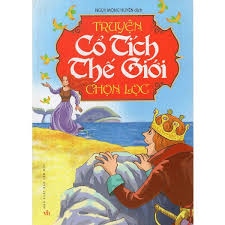 TRUYỆN
CỔ TÍCH
THẾ GIỚI
CHỌN LỌC